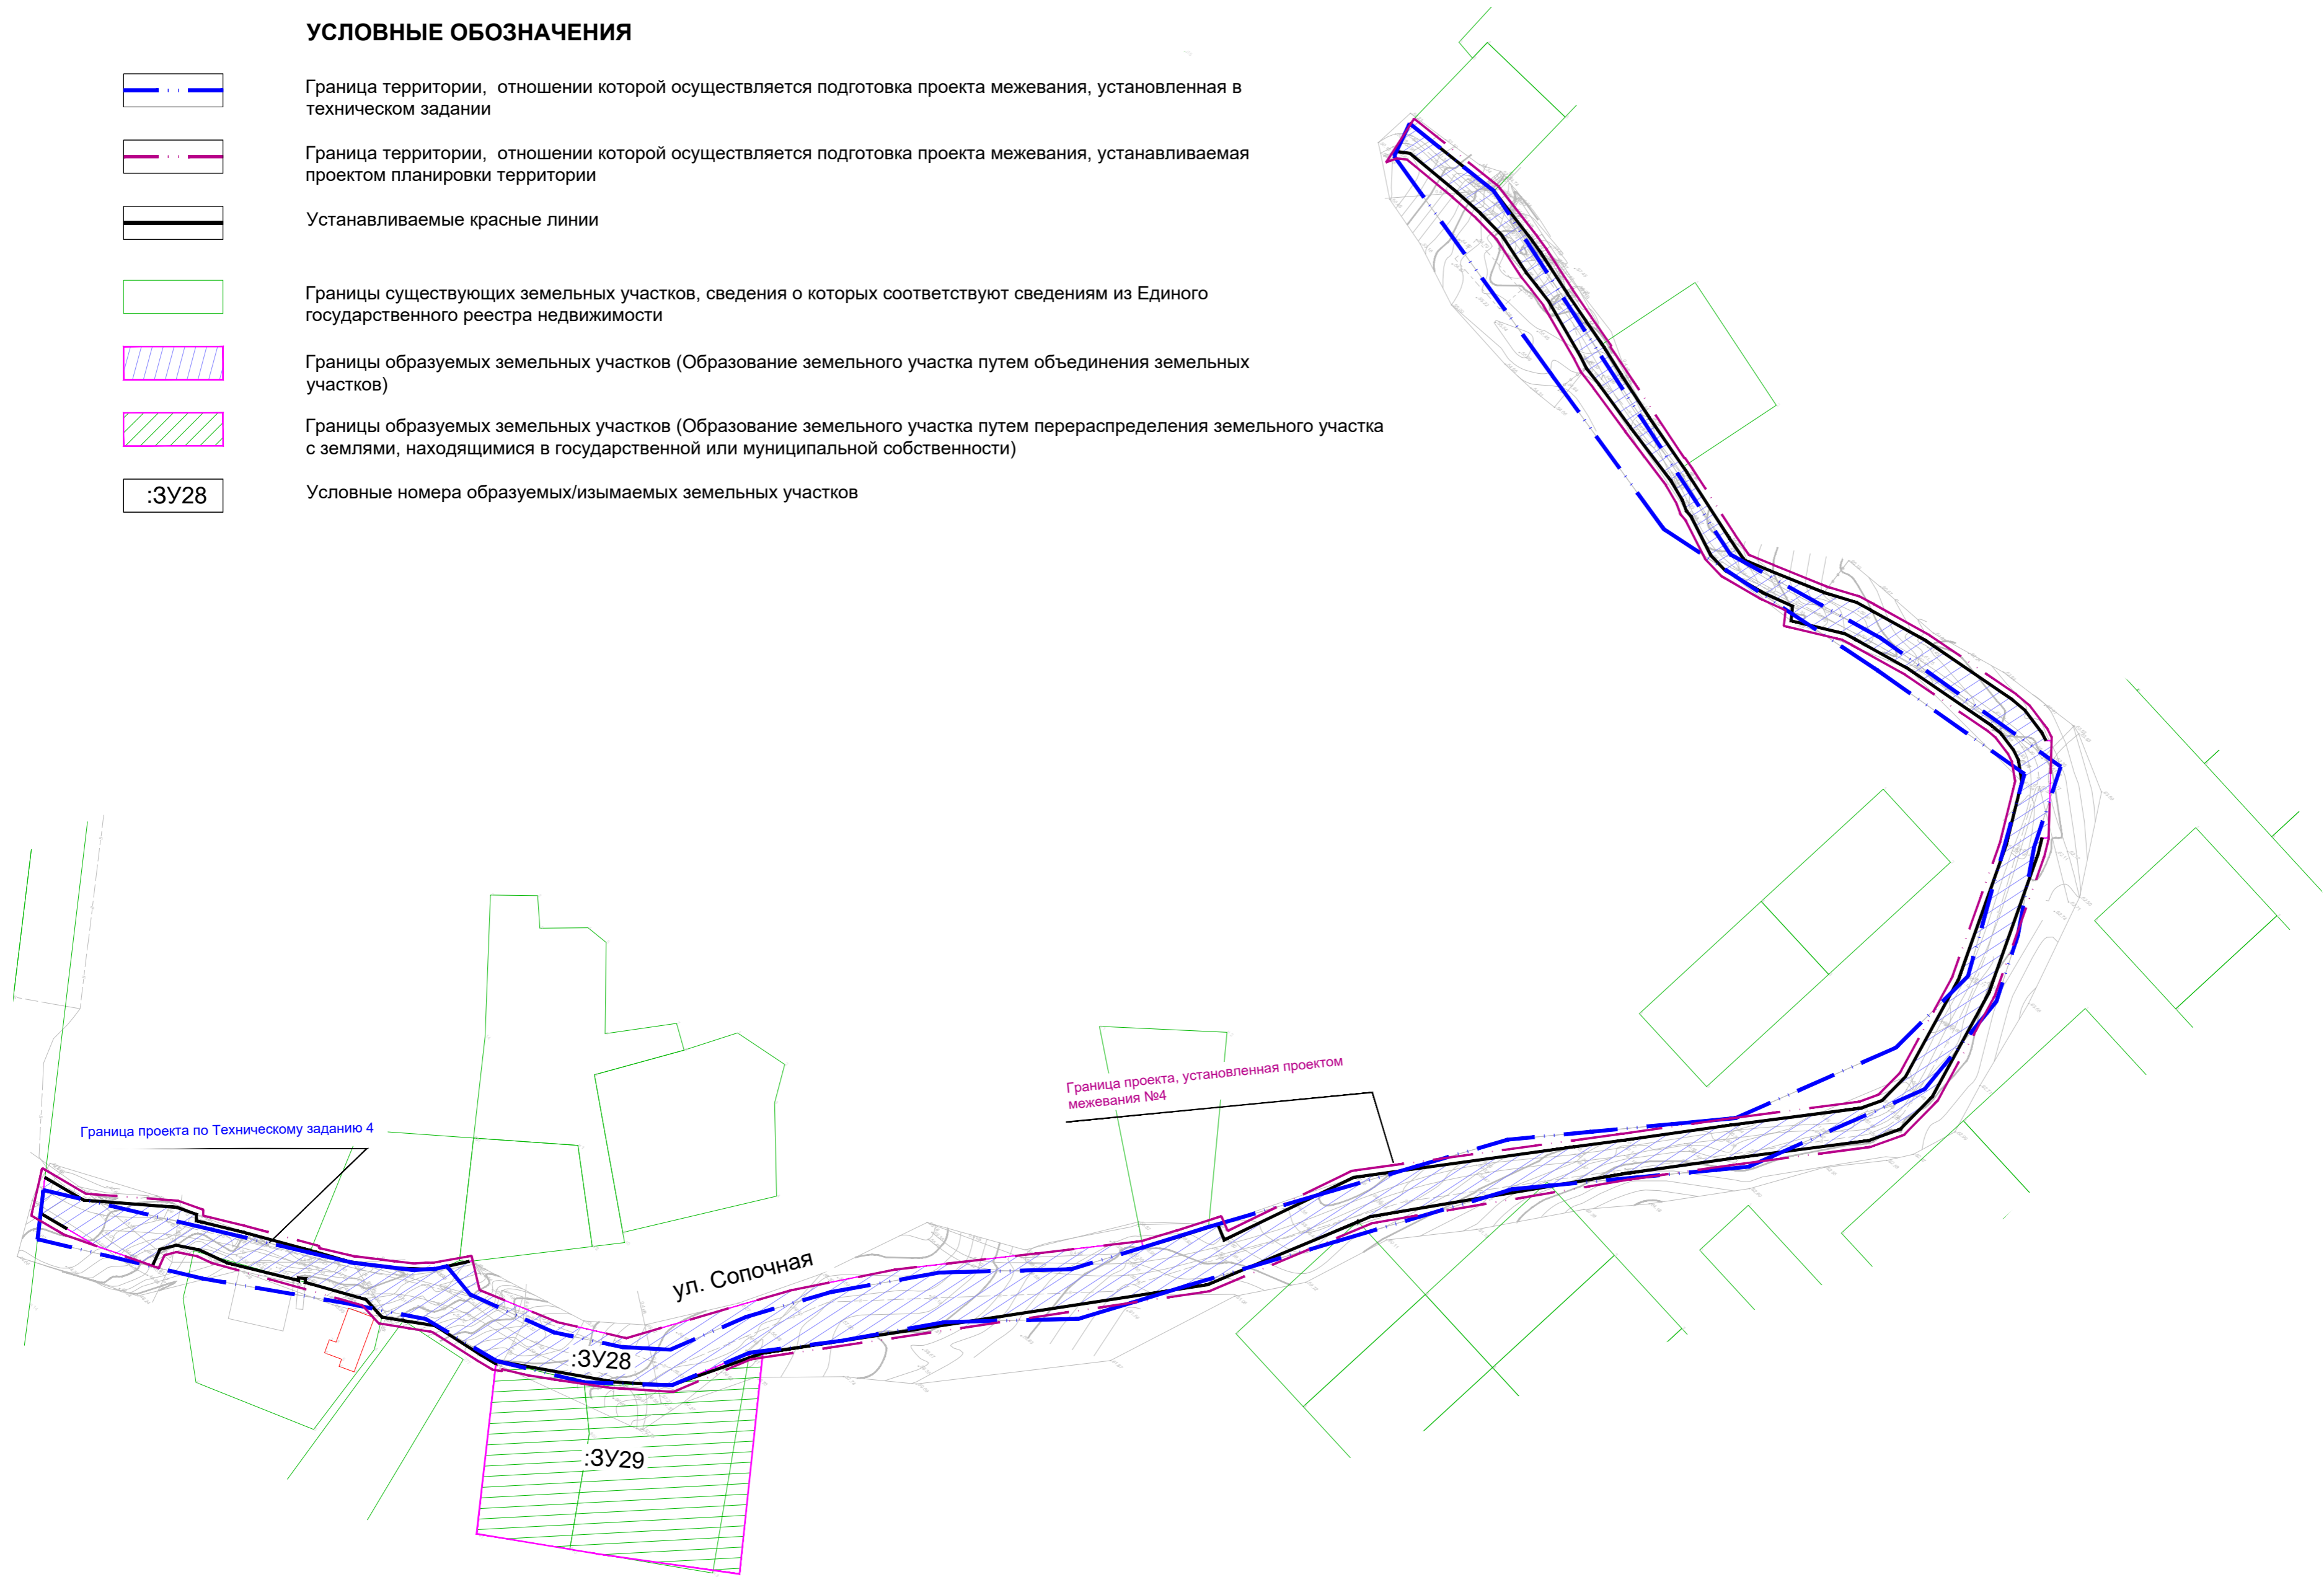 УСЛОВНЫЕ ОБОЗНАЧЕНИЯ
Граница территории, отношении которой осуществляется подготовка проекта межевания, установленная в
техническом задании
Граница территории, отношении которой осуществляется подготовка проекта межевания, устанавливаемая
проектом планировки территории
Устанавливаемые красные линии
Границы существующих земельных участков, сведения о которых соответствуют сведениям из Единого
государственного реестра недвижимости
Границы образуемых земельных участков (Образование земельного участка путем объединения земельных
участков)
Границы образуемых земельных участков (Образование земельного участка путем перераспределения земельного участка
с землями, находящимися в государственной или муниципальной собственности)
:ЗУ28
Условные номера образуемых/изымаемых земельных участков
Граница проекта, установленная проектом
межевания №4
Граница проекта по Техническому заданию 4
ул. Сопочная
:ЗУ28
:ЗУ29